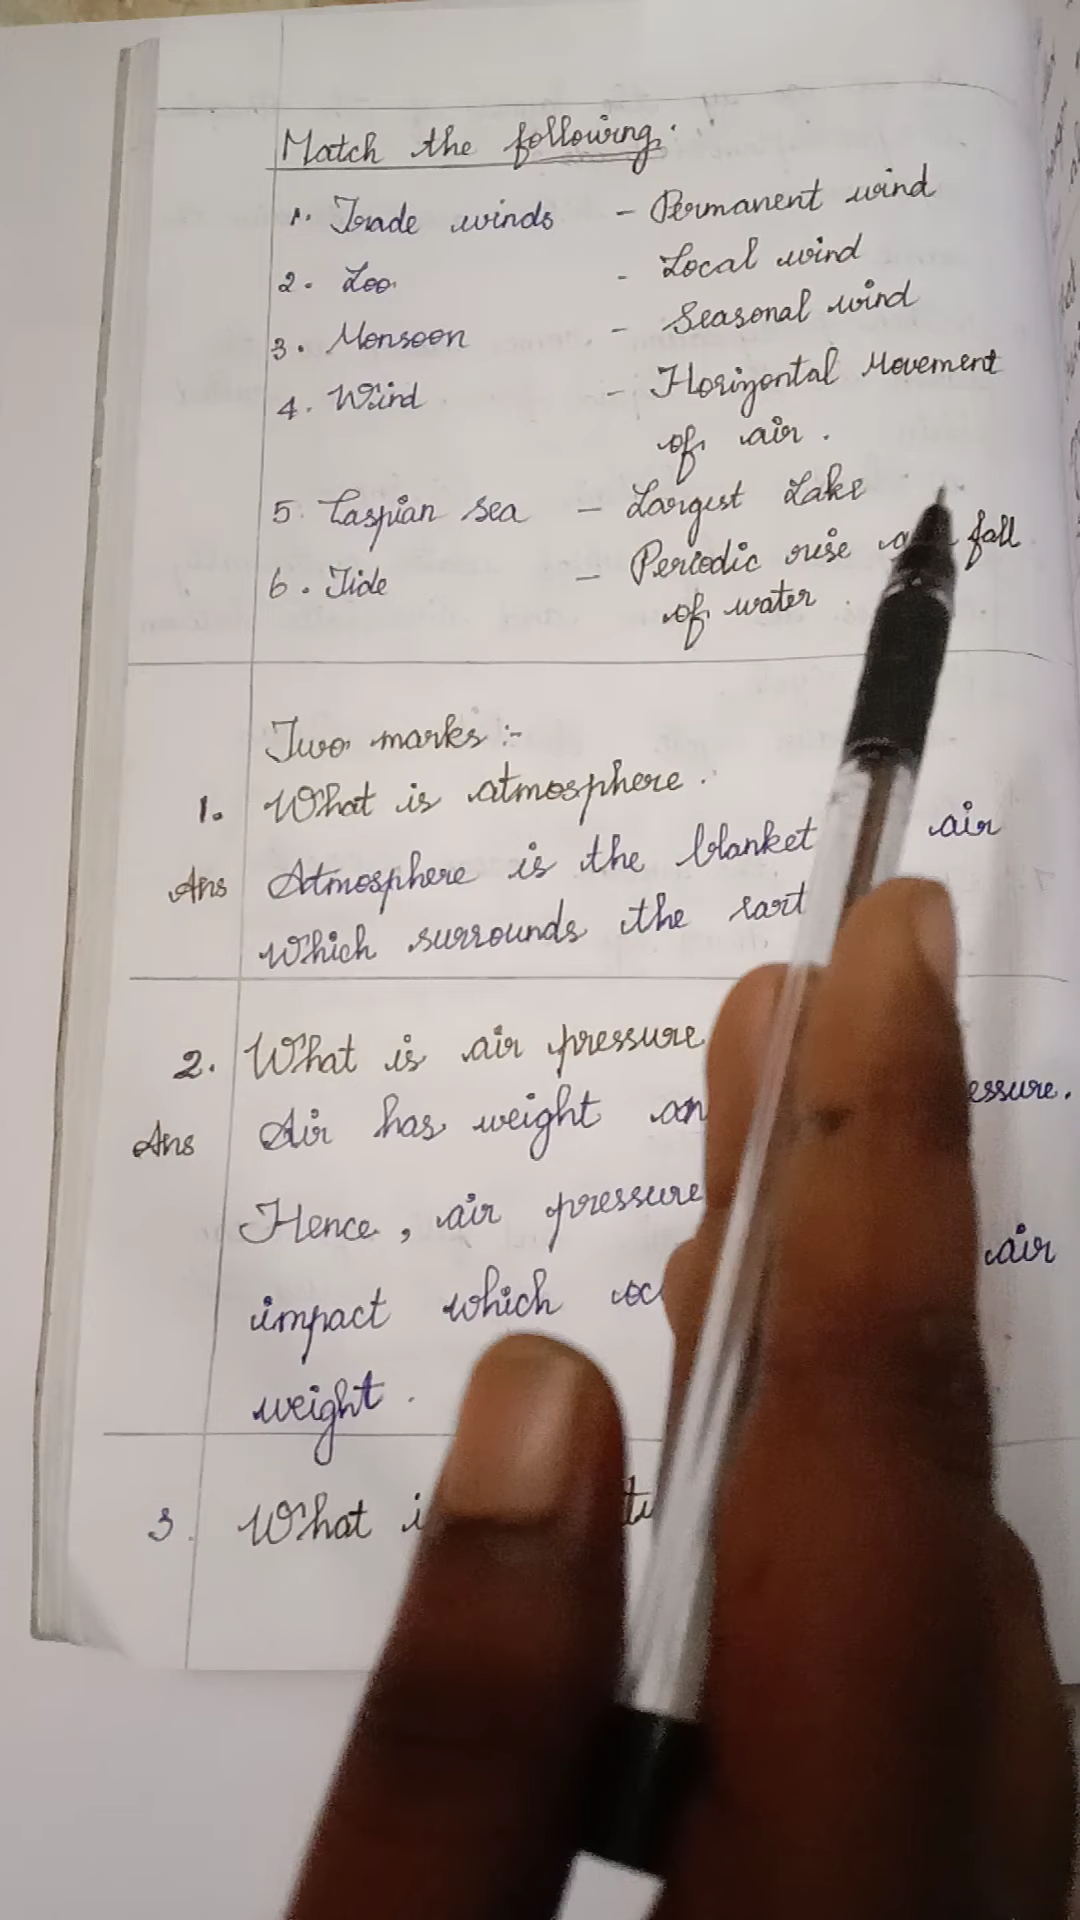 Match the following.
1. Trade winds - Permanent wind
2. Loo - Local wind
3. Monsoon - Seasonal wind
4. Wind - Horizontal Movement
of air.
5. Caspian sea - Largest Lake
6. Tide - Periodic rise fall
of water.
Two marks :-
1. What is atmosphere.
Ans Atmosphere is the blanket air
Which surrounds the
2. What is air pressure
Ans Air has weight
Hence, air pressure
impact which air
weight.
3. What